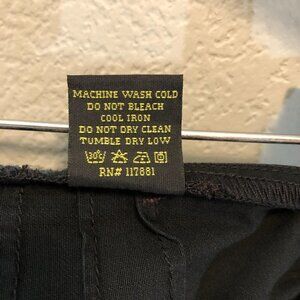 MACHINE WASH COLD
DO NOT BLEACH
COOL IRON
DO NOT DRY CLEAN
TUMBLE DRY LOW
RN# 117881